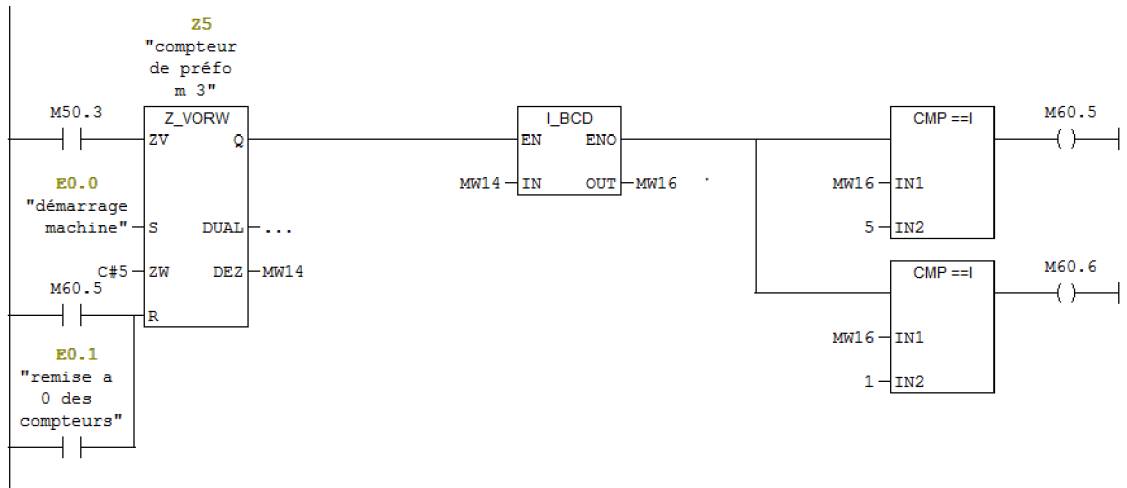 Z5
"compteur
de préfo
m 3"
M50.3
Z_VORW
ZV Q
E0.0
"démarrage
machine"
S DUAL ...
C#5 ZW DEZ MW14
M60.5
R
E0.1
"remise a
0 des
compteurs"
I_BCD
EN ENO
MW14 IN OUT MW16
CMP ==I
M60.5
MW16 IN1
5 IN2
CMP ==I
M60.6
MW16 IN1
1 IN2